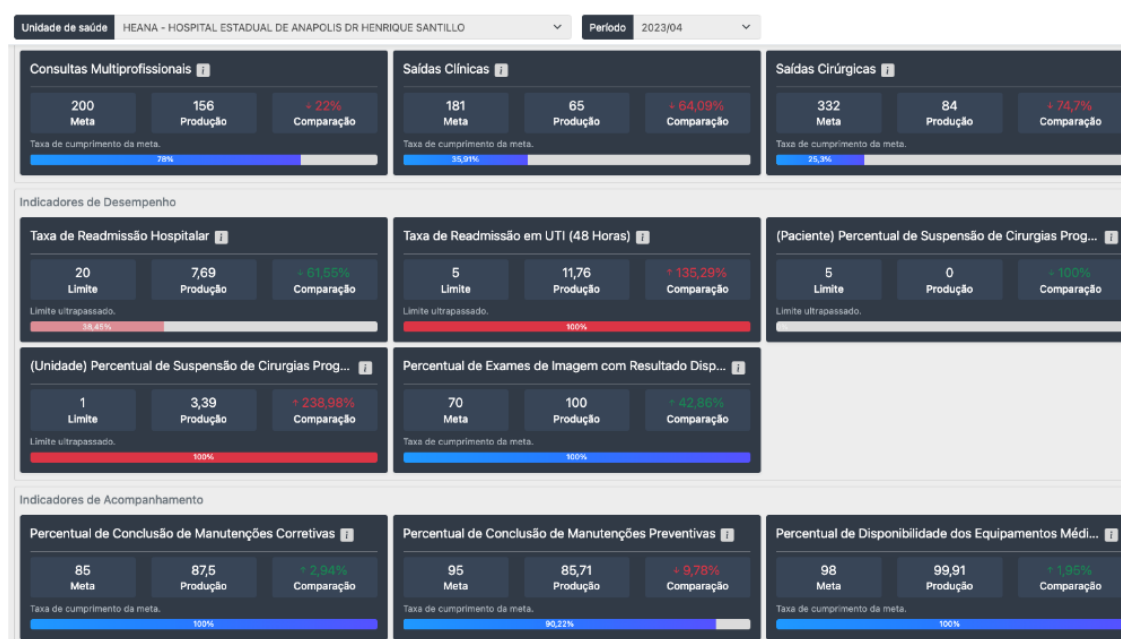 Unidade de saúde HEANA - HOSPITAL ESTADUAL DE ANAPOLIS DR HENRIQUE SANTILLO Período 2023/04
Consultas Multiprofissionais i
200 156 ↓ 22%
Meta Produção Comparação
Taxa de cumprimento da meta.
78%
Saídas Clínicas i
181 65 ↓ 64,09%
Meta Produção Comparação
Taxa de cumprimento da meta.
35,91%
Saídas Cirúrgicas i
332 84 ↓ 74,7%
Meta Produção Comparação
Taxa de cumprimento da meta.
25,3%
Indicadores de Desempenho
Taxa de Readmissão Hospitalar i
20 7,69 ↓ 61,55%
Limite Produção Comparação
Limite ultrapassado.
38,45%
Taxa de Readmissão em UTI (48 Horas) i
5 11,76 ↑ 135,29%
Limite Produção Comparação
Limite ultrapassado.
100%
(Paciente) Percentual de Suspensão de Cirurgias Prog... i
5 0 ↓ 100%
Limite Produção Comparação
Limite ultrapassado.
(Unidade) Percentual de Suspensão de Cirurgias Prog... i
1 3,39 ↑ 238,98%
Limite Produção Comparação
Limite ultrapassado.
100%
Percentual de Exames de Imagem com Resultado Disp... i
70 100 ↑ 42,86%
Meta Produção Comparação
Taxa de cumprimento da meta.
100%
Indicadores de Acompanhamento
Percentual de Conclusão de Manutenções Corretivas i
85 87,5 ↑ 2,94%
Meta Produção Comparação
Taxa de cumprimento da meta.
100%
Percentual de Conclusão de Manutenções Preventivas i
95 85,71 ↓ 9,78%
Meta Produção Comparação
Taxa de cumprimento da meta.
90,22%
Percentual de Disponibilidade dos Equipamentos Médi... i
98 99,91 ↑ 1,95%
Meta Produção Comparação
Taxa de cumprimento da meta.
100%